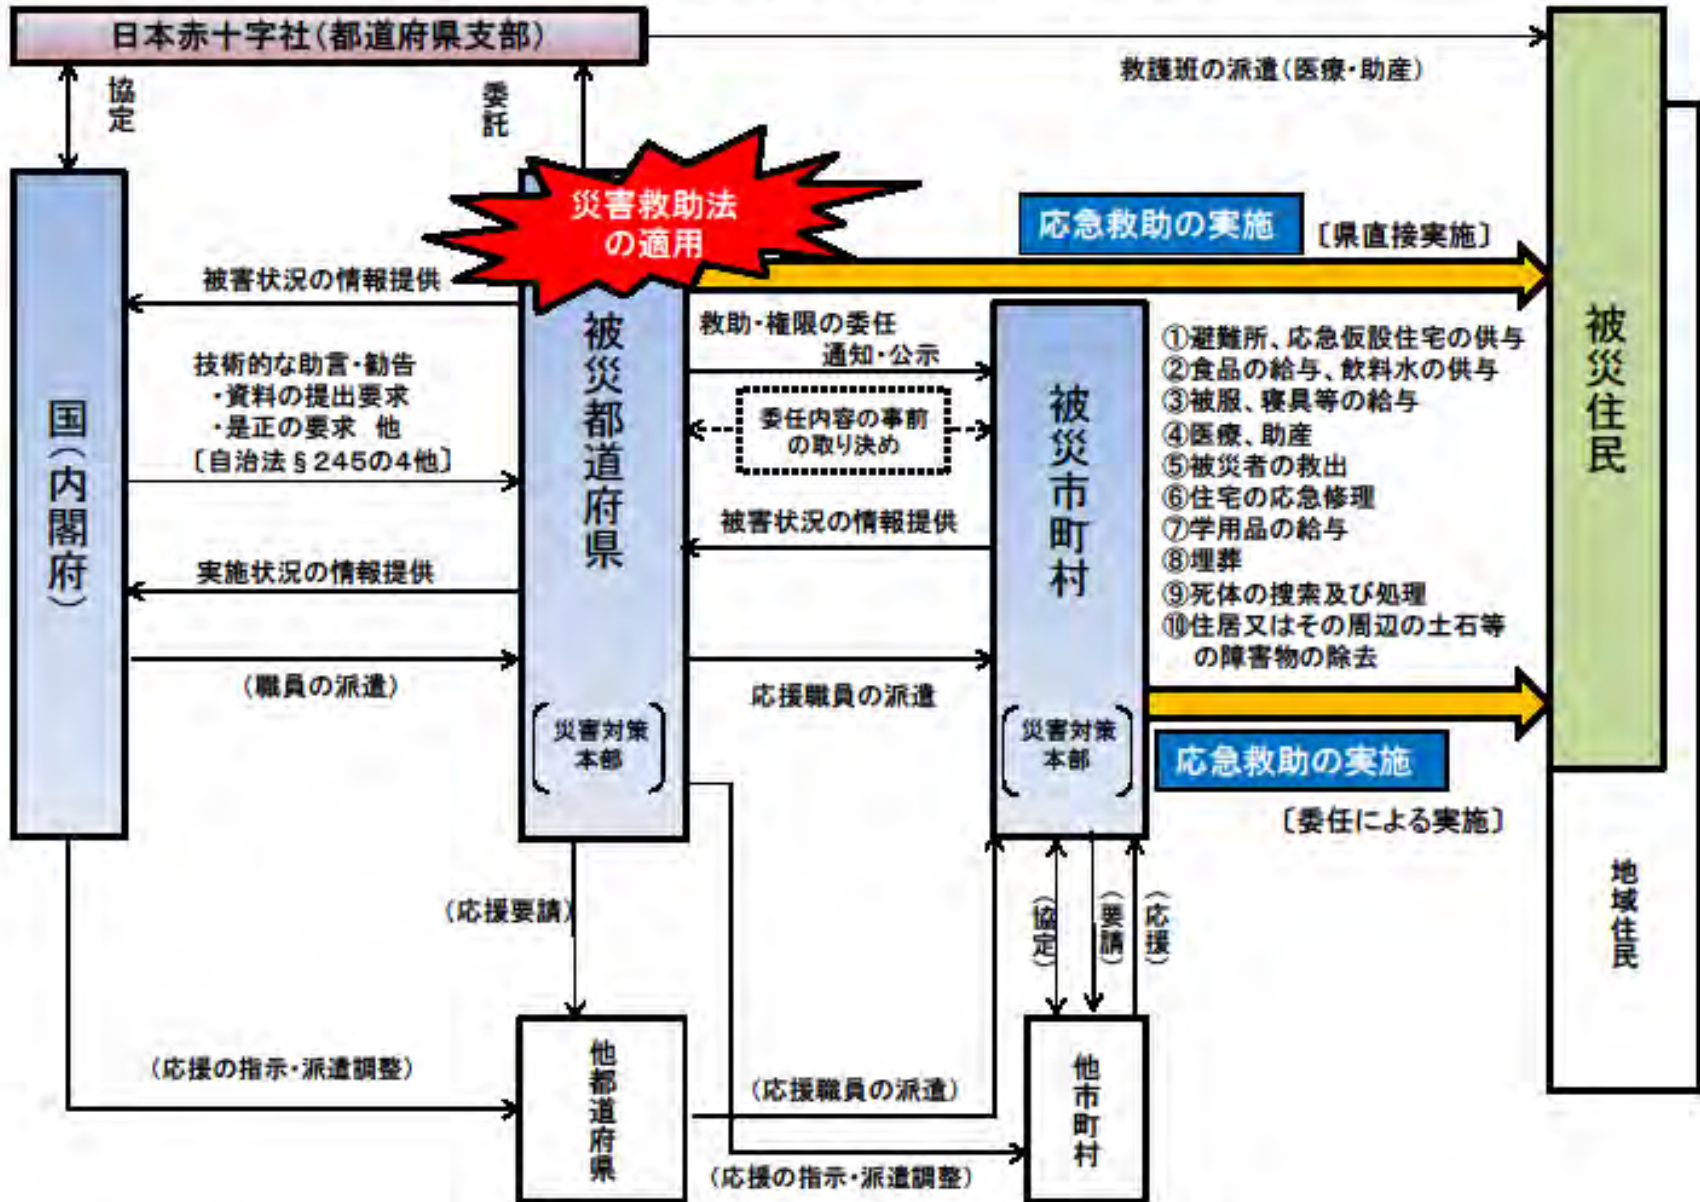 日本赤十字社(都道府県支部)
救護班の派遣(医療・助産)
協定
委託
災害救助法
の適用
応急救助の実施
〔県直接実施〕
被害状況の情報提供
技術的な助言・勧告
・資料の提出要求
・是正の要求 他
〔自治法§245の4他〕
実施状況の情報提供
(職員の派遣)
国(内閣府)
被災都道府県
災害対策
本部
救助・権限の委任
通知・公示
委任内容の事前
の取り決め
被害状況の情報提供
応援職員の派遣
被災市町村
災害対策
本部
①避難所、応急仮設住宅の供与
②食品の給与、飲料水の供与
③被服、寝具等の給与
④医療、助産
⑤被災者の救出
⑥住宅の応急修理
⑦学用品の給与
⑧埋葬
⑨死体の捜索及び処理
⑩住居又はその周辺の土石等
の障害物の除去
応急救助の実施
〔委任による実施〕
被災住民
地域住民
(応援要請)
(協定)
(要請)
(応援)
(応援の指示・派遣調整)
他都道府県
(応援職員の派遣)
(応援の指示・派遣調整)
他市町村